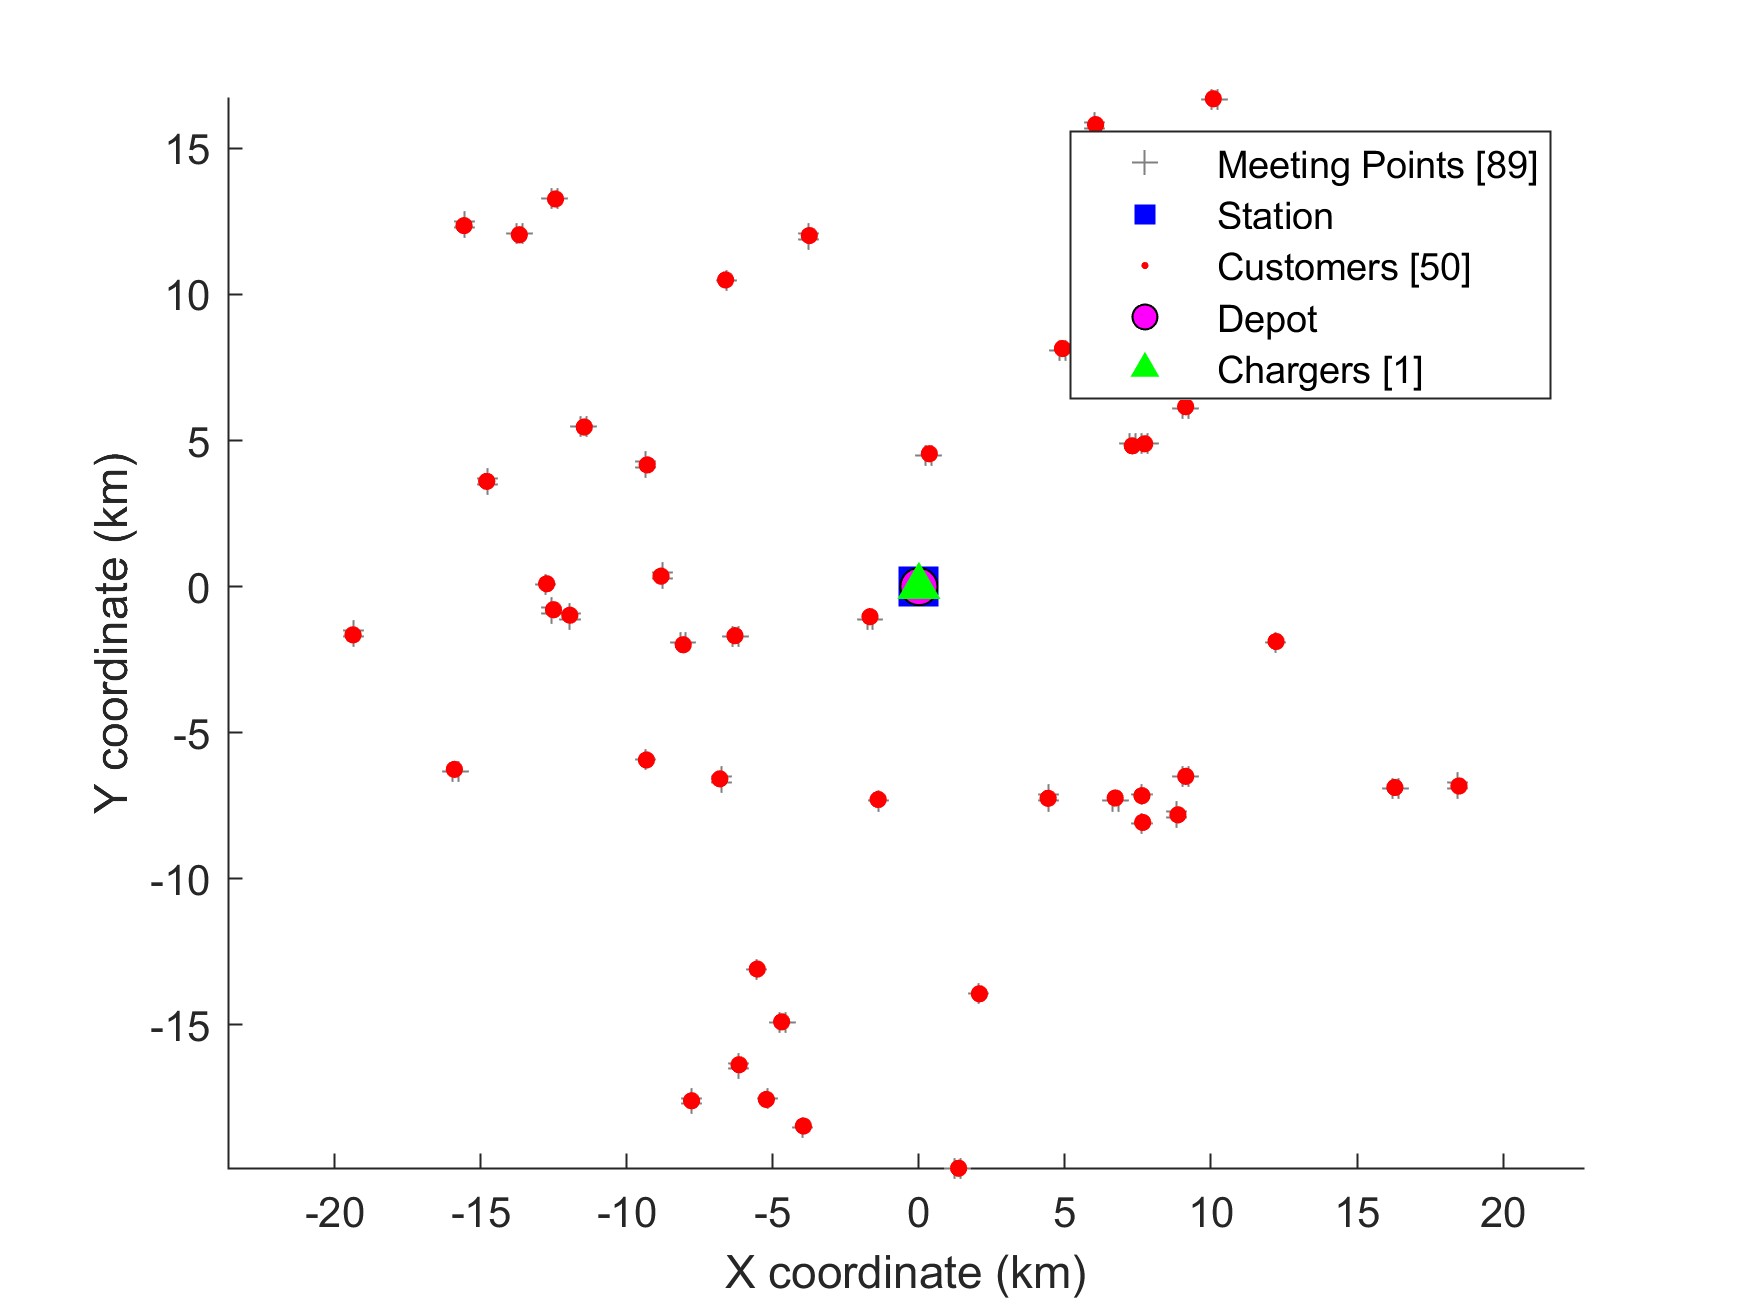 15
10
5
0
-5
-10
-15
Y coordinate (km)
Meeting Points [89]
Station
Customers [50]
Depot
Chargers [1]
-20 -15 -10 -5 0 5 10 15 20
X coordinate (km)